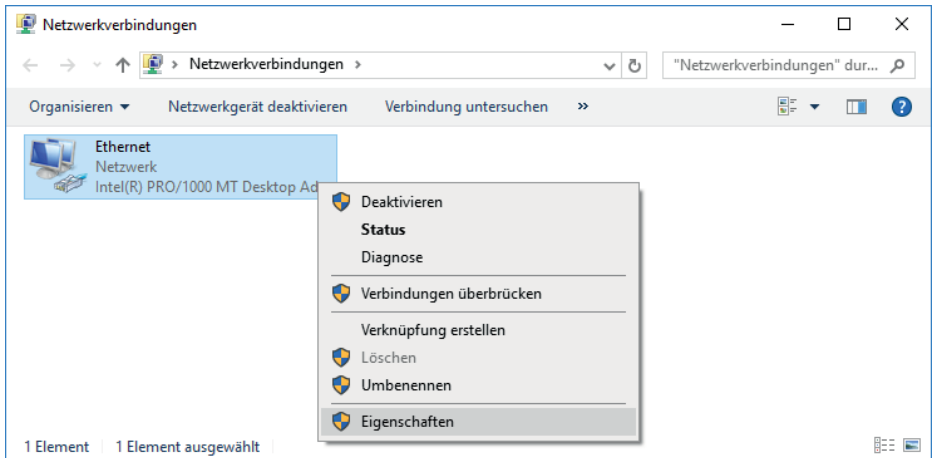 Netzwerkverbindungen
Netzwerkverbindungen
"Netzwerkverbindungen" dur...
Organisieren
Netzwerkgerät deaktivieren
Verbindung untersuchen
»
Ethernet
Netzwerk
Intel(R) PRO/1000 MT Desktop Ad
Deaktivieren
Status
Diagnose
Verbindungen überbrücken
Verknüpfung erstellen
Löschen
Umbenennen
Eigenschaften
1 Element
1 Element ausgewählt